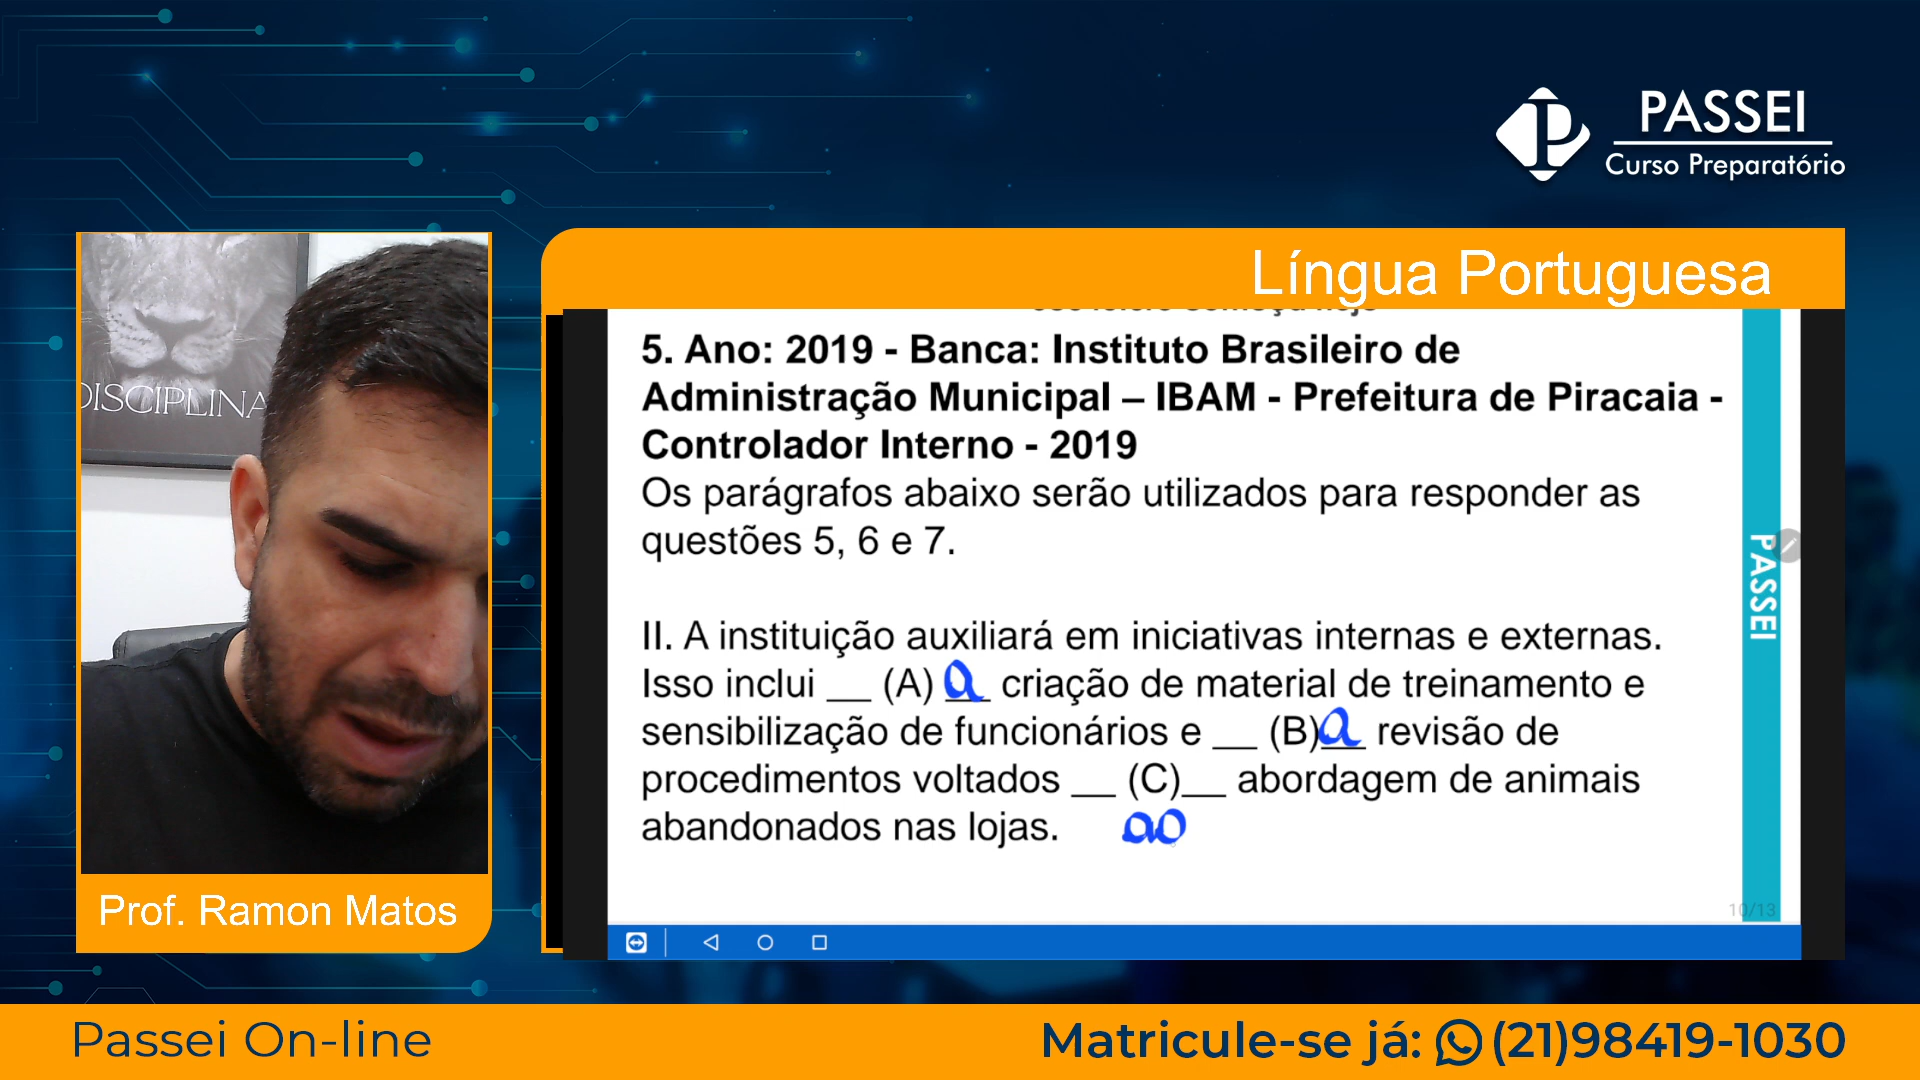 PASSEI
Curso Preparatório
Língua Portuguesa
5. Ano: 2019 - Banca: Instituto Brasileiro de
Administração Municipal – IBAM - Prefeitura de Piracaia -
Controlador Interno - 2019
Os parágrafos abaixo serão utilizados para responder as
questões 5, 6 e 7.
II. A instituição auxiliará em iniciativas internas e externas.
Isso inclui __ (A) a criação de material de treinamento e
sensibilização de funcionários e __ (B) a revisão de
procedimentos voltados __ (C)__ abordagem de animais
abandonados nas lojas. ao
10/13
PASSEI
DISCIPLINA
Prof. Ramon Matos
Passei On-line
Matricule-se já: (21)98419-1030